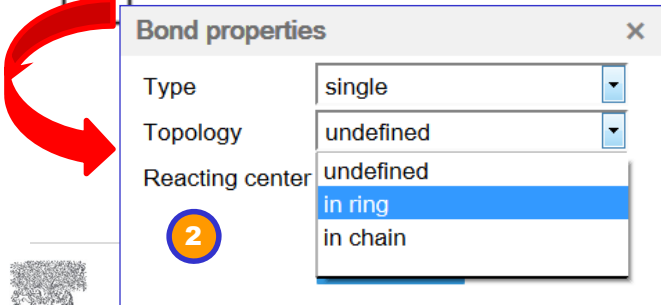 Bond properties ×
Type single
Topology undefined
Reacting center undefined
in ring
2 in chain